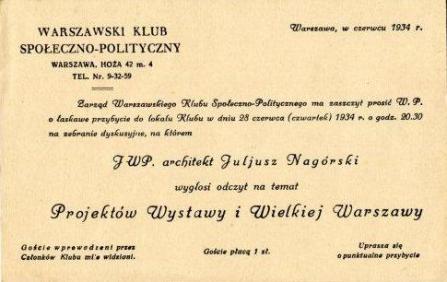 WARSZAWSKI KLUB
SPOŁECZNO-POLITYCZNY
WARSZAWA, HOŻA 42 m. 4
TEL. Nr. 9-32-59
Warszawa, w czerwcu 1934 r.
Zarząd Warszawskiego Klubu Społeczno-Politycznego ma zaszczyt prosić W. P.
o łaskawe przybycie do lokalu Klubu w dniu 28 czerwca (czwartek) 1934 r. o godz. 20.30
na zebranie dyskusyjne, na którem
JWP. architekt Juljusz Nagórski
wygłosi odczyt na temat
Projektów Wystawy i Wielkiej Warszawy
Goście wprowadzeni przez
Członków Klubu mile widziani.
Goście płacą 1 zł.
Uprasza się
o punktualne przybycie